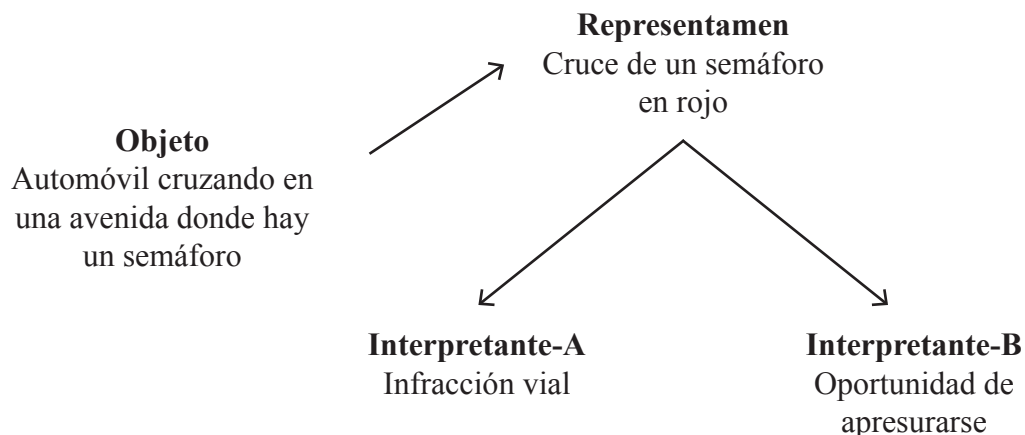 Representamen
Cruce de un semáforo
en rojo
Objeto
Automóvil cruzando en
una avenida donde hay
un semáforo
Interpretante-A
Infracción vial
Interpretante-B
Oportunidad de
apresurarse